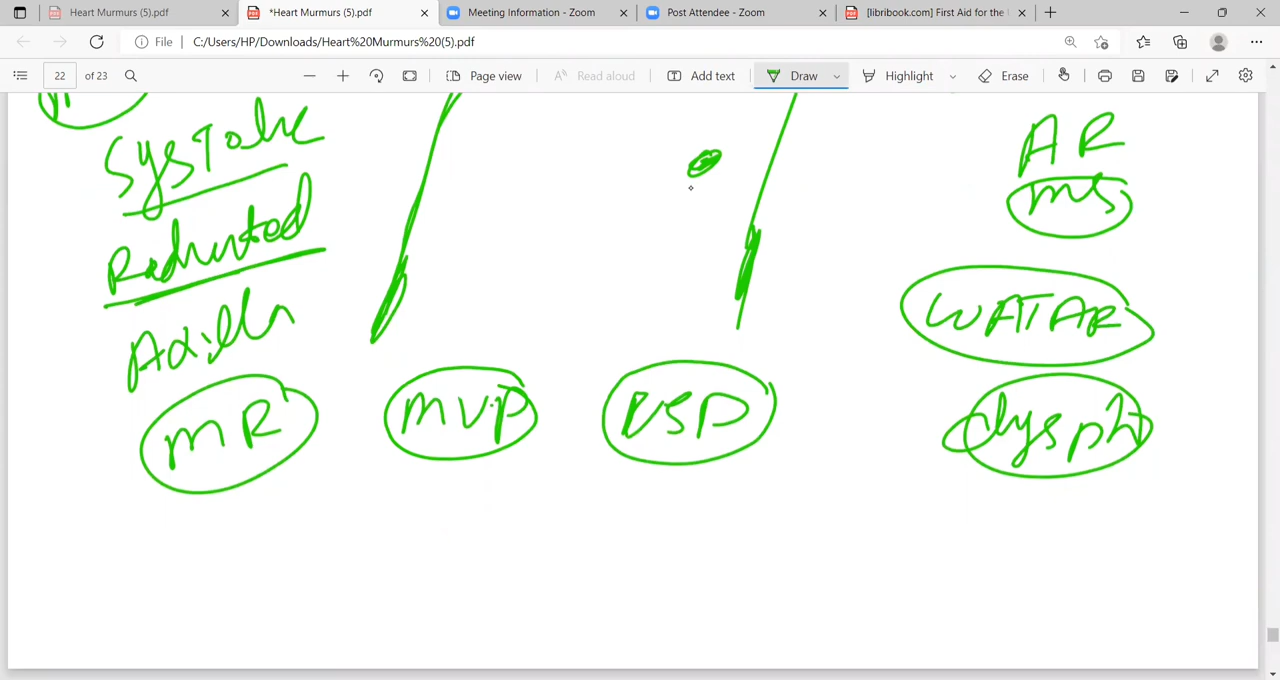 Heart Murmurs (5).pdf
*Heart Murmurs (5).pdf
Meeting Information - Zoom
Post Attendee - Zoom
[libribook.com] First Aid for the
File
C:/Users/HP/Downloads/Heart%20Murmurs%20(5).pdf
22 of 23
Page view
Read aloud
Add text
Draw
Highlight
Erase
Systolic
AR
MS
Radiated
WATAR
Axilla
MR
MVP
VSD
dysph